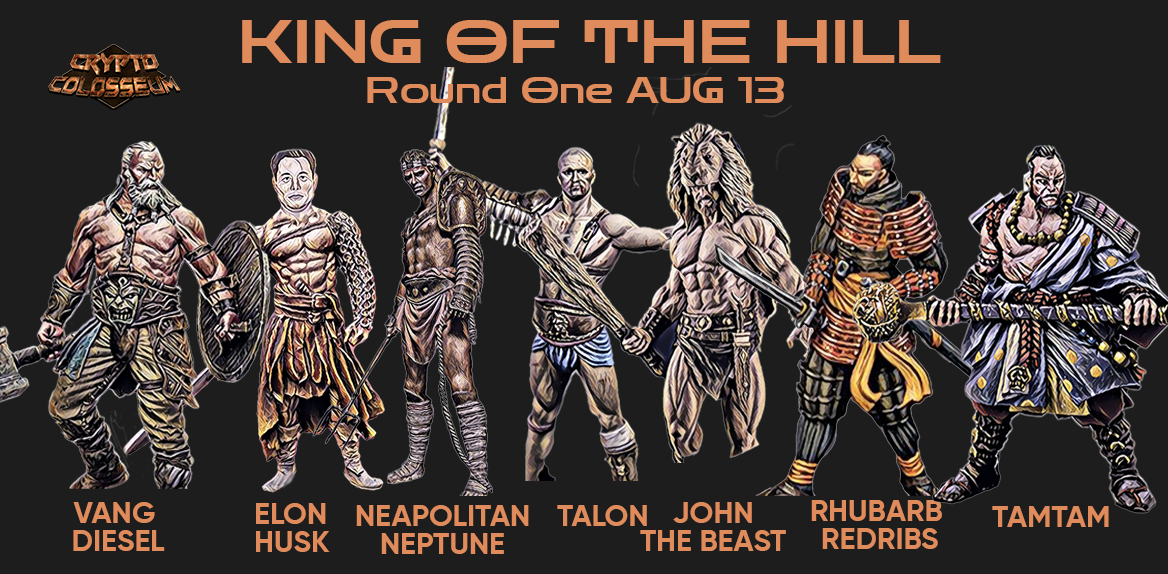 KING OF THE HILL
CRYPTO
COLOSSEUM
Round One AUG 13
VANG
DIESEL
ELON
HUSK
NEAPOLITAN
NEPTUNE
TALON
JOHN
THE BEAST
RHUBARB
REDRIBS
TAMTAM